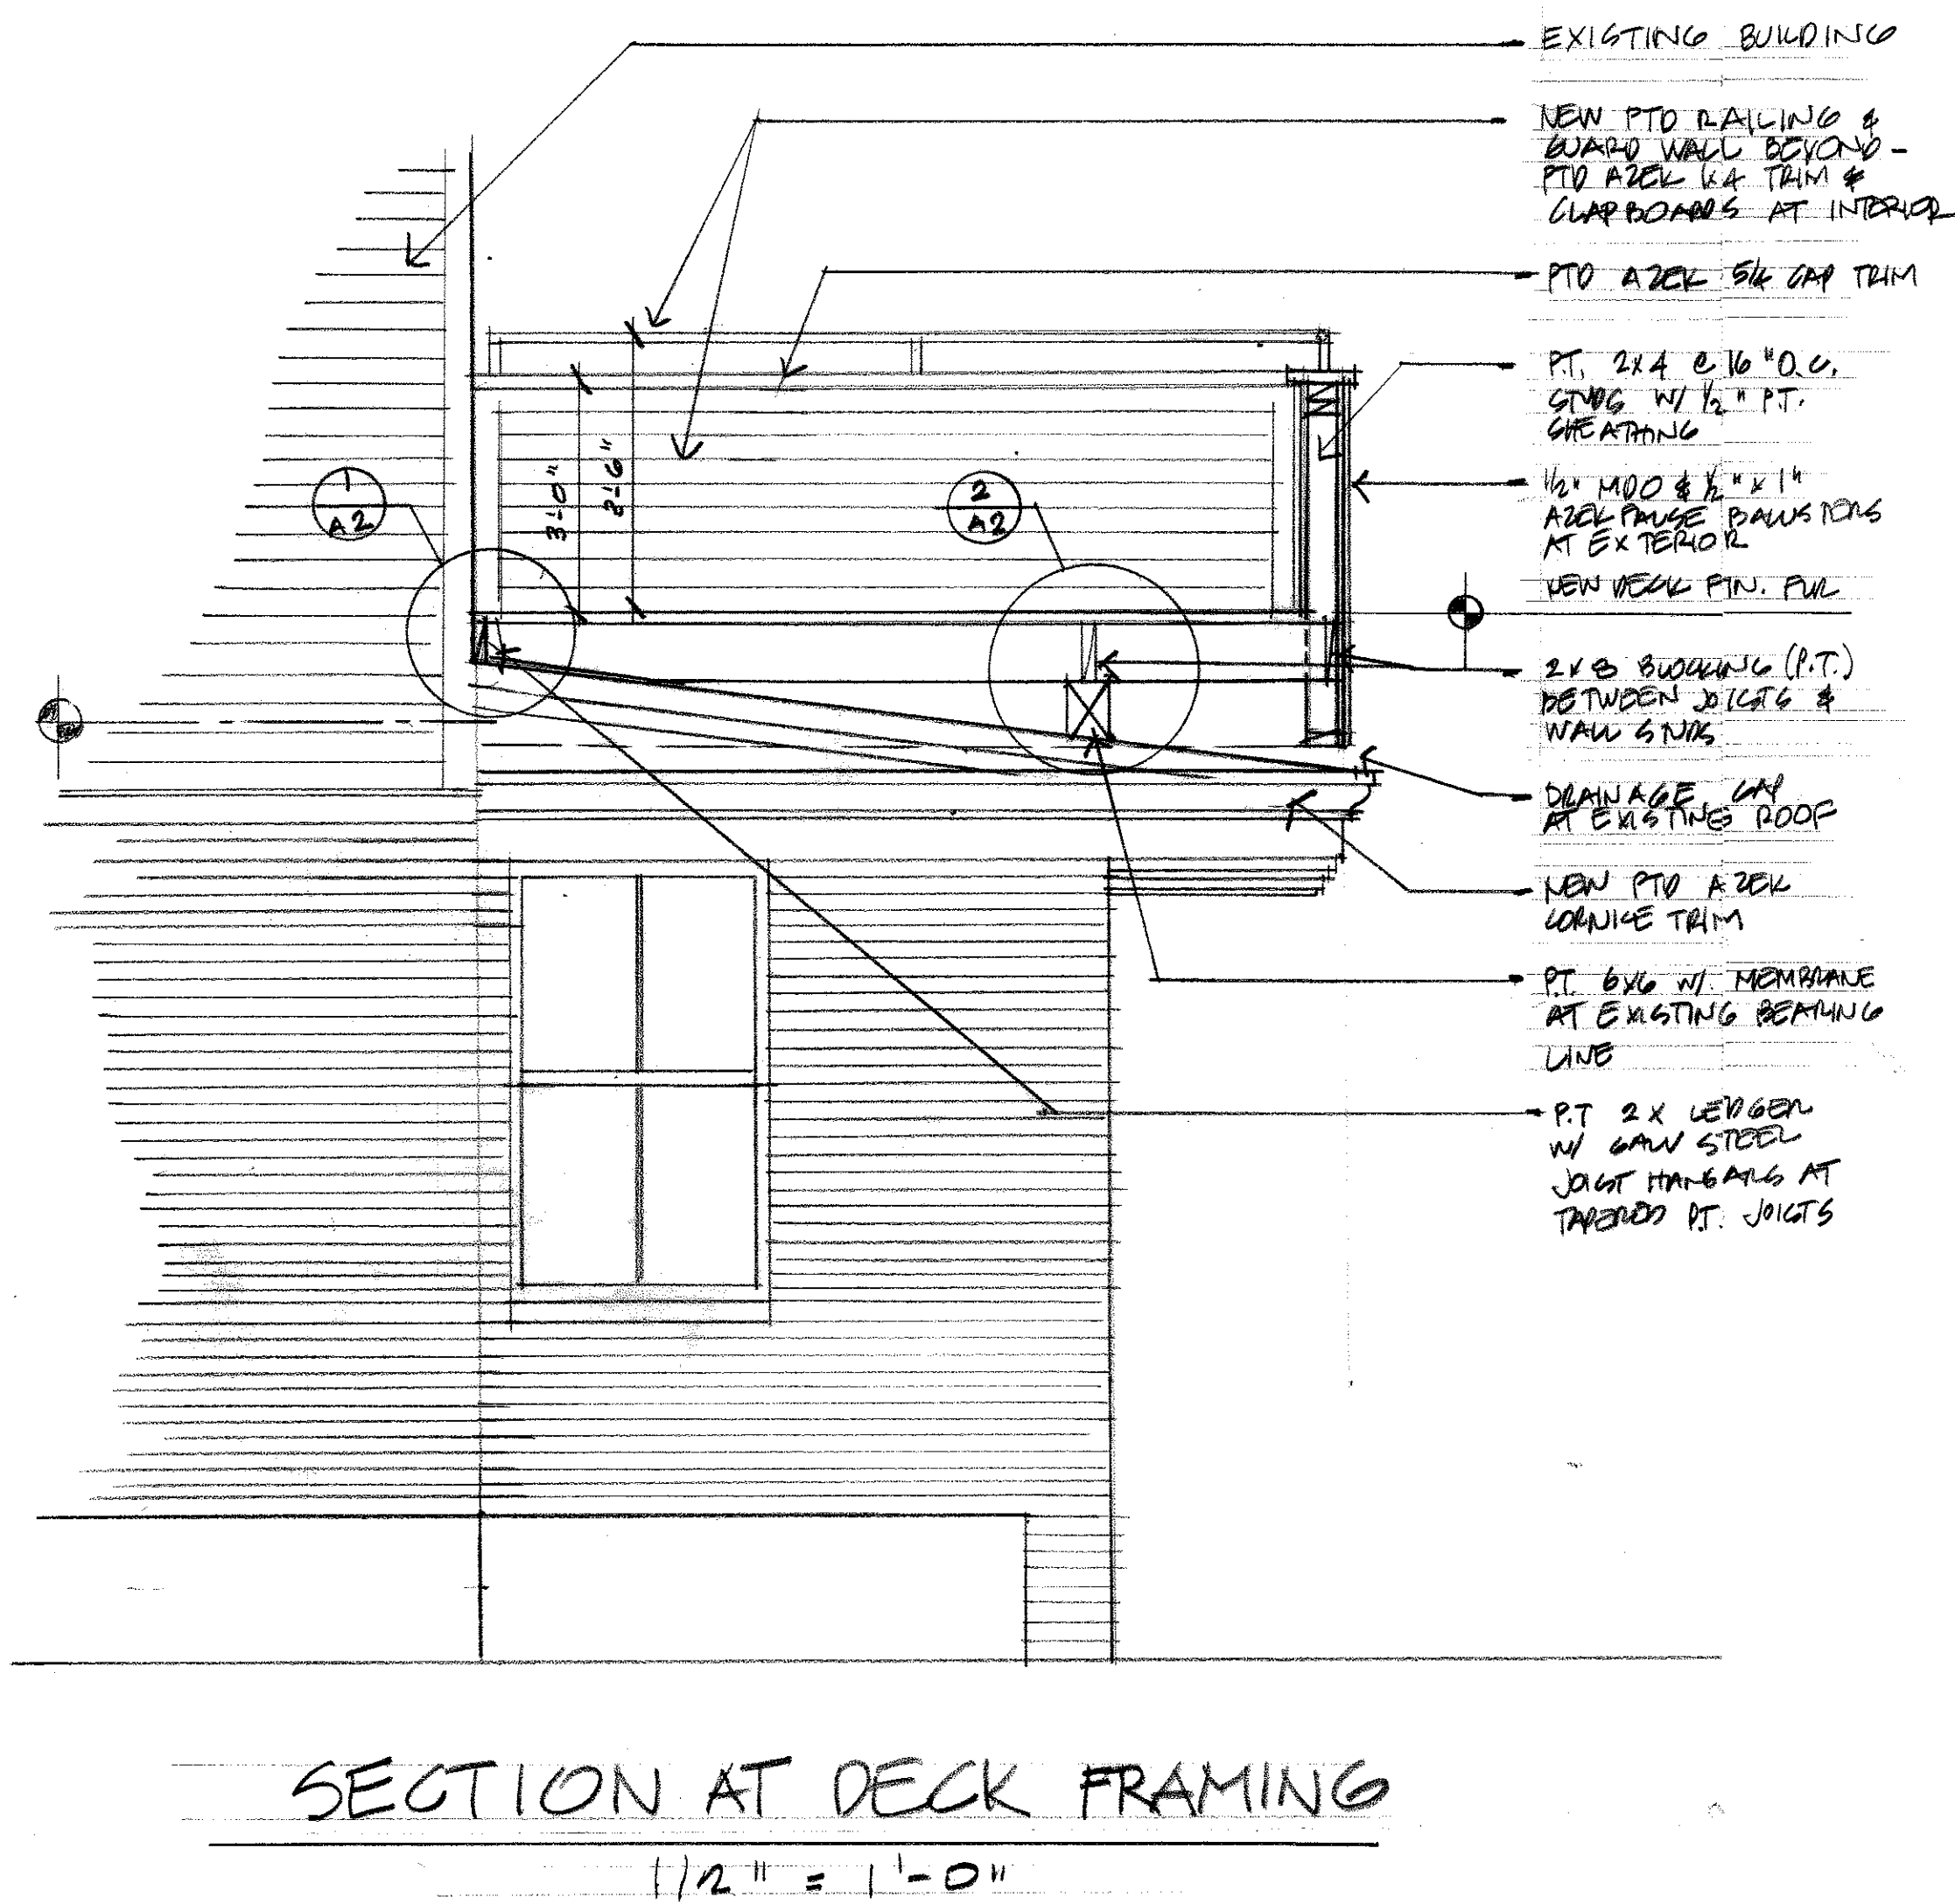 EXISTING BUILDING
NEW PTD RAILING &
GUARD WALL BEYOND -
PTD AZEK 1x4 TRIM &
CLAPBOARDS AT INTERIOR
PTD AZEK 5/4 CAP TRIM
P.T. 2x4 @ 16" O.C.
STUDS W/ 1/2" P.T.
SHEATHING
1/2" MDO & 1/2" x 1"
AZEK FAUSE BALUSTERS
AT EXTERIOR
NEW DECK FIN. FLR
2x8 BLOCKING (P.T.)
BETWEEN JOISTS &
WALL STUDS
DRAINAGE GAP
AT EXISTING ROOF
NEW PTD AZEK
CORNICE TRIM
P.T. 6x6 W/ MEMBRANE
AT EXISTING BEARING
LINE
P.T 2x LEDGER
W/ GALV STEEL
JOIST HANGARS AT
TAPERED P.T. JOISTS
1
A2
3'-0"
3'-6"
2
A2
SECTION AT DECK FRAMING
1/2" = 1'-0"